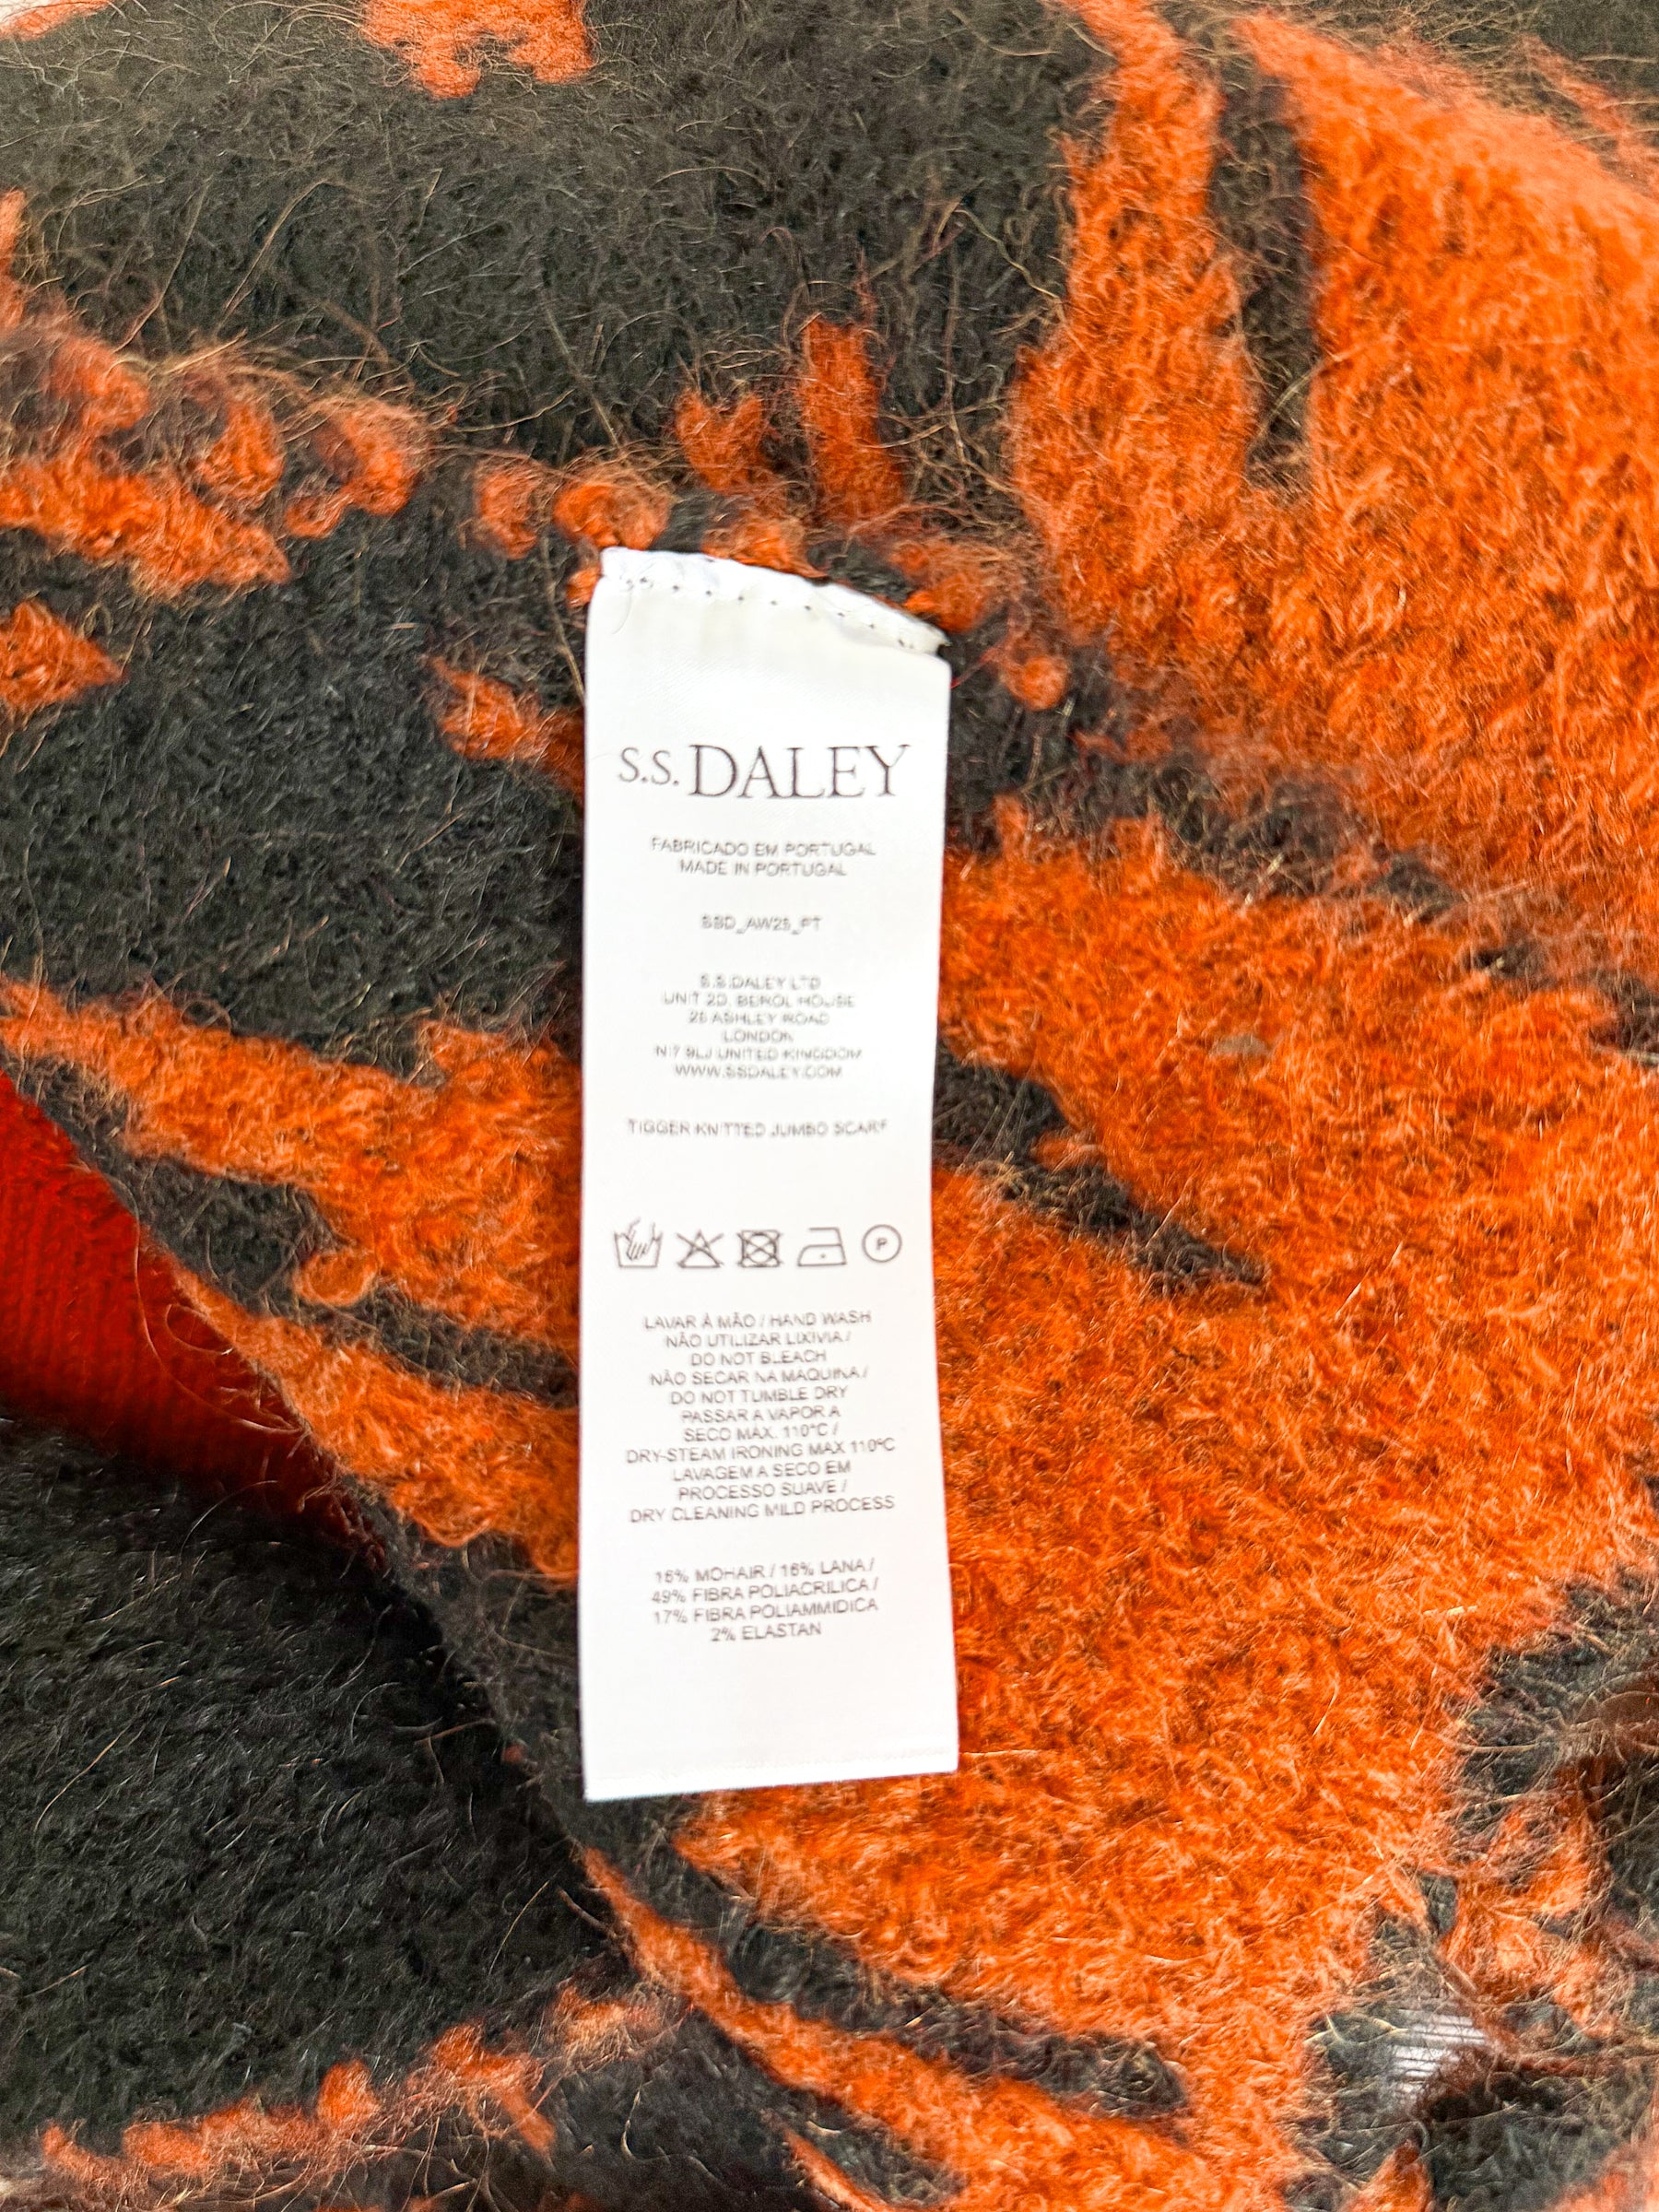 S.S. DALEY
FABRICADO EM PORTUGAL
MADE IN PORTUGAL
SSD_AW25_PT
S.S.DALEY LTD
UNIT 2D, BEROL HOUSE
25 ASHLEY ROAD
LONDON
N17 9LJ UNITED KINGDOM
WWW.SSDALEY.COM
TIGGER KNITTED JUMBO SCARF
P
LAVAR À MÃO / HAND WASH
NÃO UTILIZAR LIXIVIA /
DO NOT BLEACH
NÃO SECAR NA MAQUINA /
DO NOT TUMBLE DRY
PASSAR A VAPOR A
SECO MAX. 110°C /
DRY-STEAM IRONING MAX 110ºC
LAVAGEM A SECO EM
PROCESSO SUAVE /
DRY CLEANING MILD PROCESS
16% MOHAIR / 16% LANA /
49% FIBRA POLIACRILICA /
17% FIBRA POLIAMMIDICA
2% ELASTAN